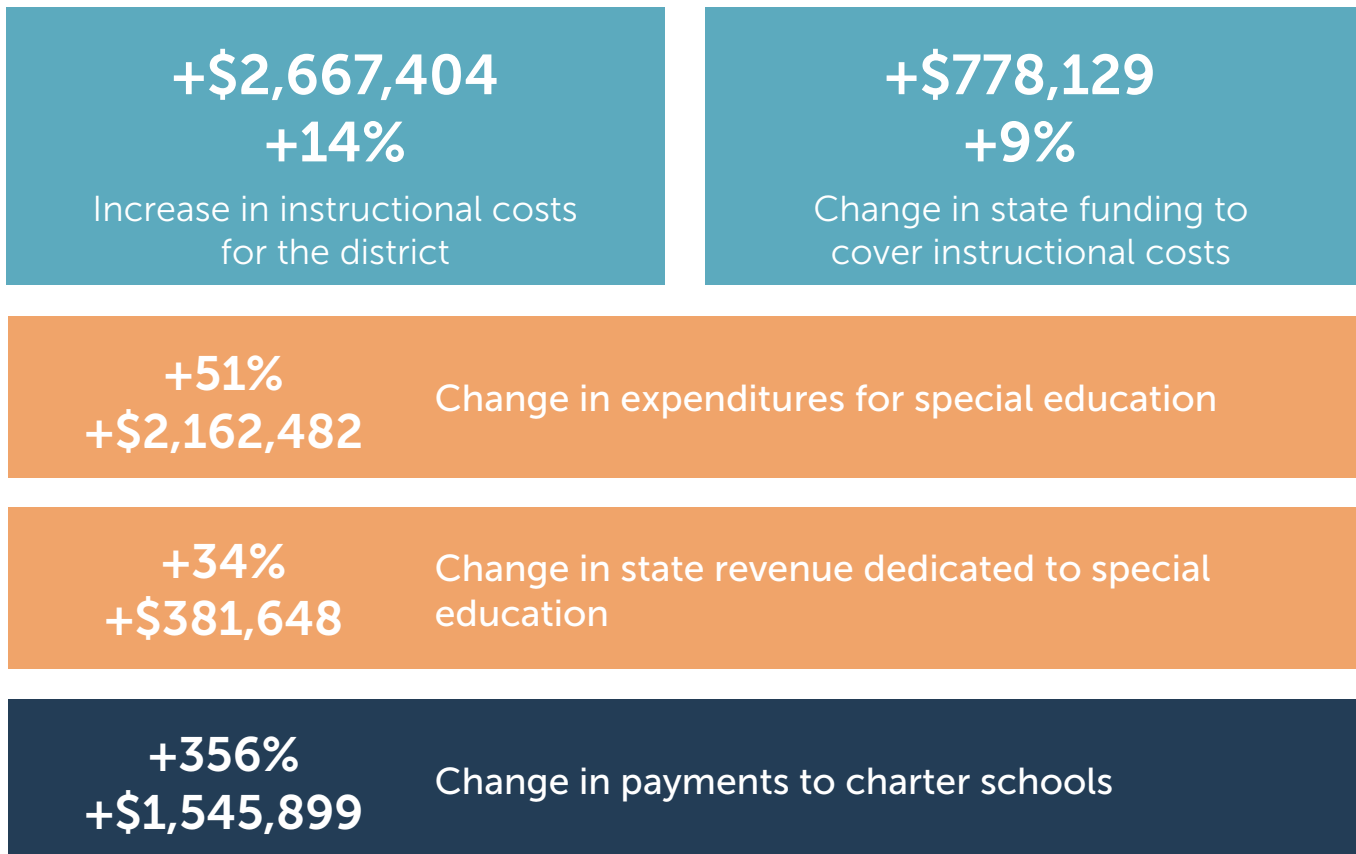 +$2,667,404
+14%
Increase in instructional costs
for the district
+$778,129
+9%
Change in state funding to
cover instructional costs
+51%
+$2,162,482
Change in expenditures for special education
+34%
+$381,648
Change in state revenue dedicated to special
education
+356%
+$1,545,899
Change in payments to charter schools